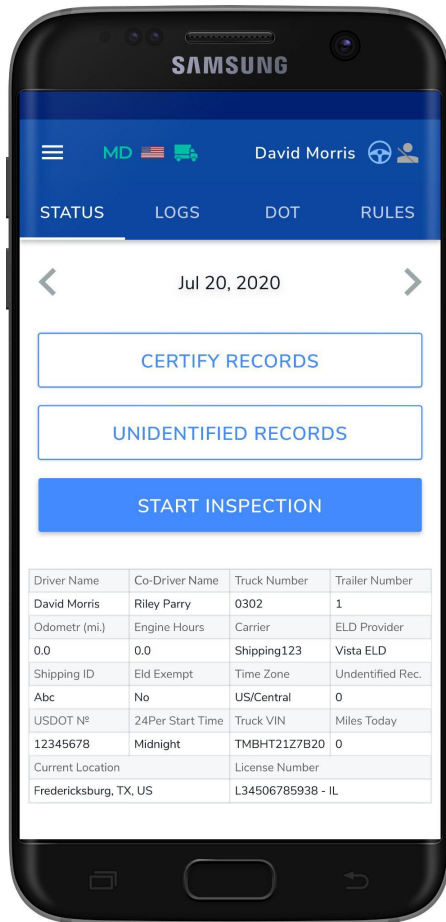 SAMSUNG
MD David Morris
STATUS LOGS DOT RULES
Jul 20, 2020
CERTIFY RECORDS
UNIDENTIFIED RECORDS
START INSPECTION
Driver Name Co-Driver Name Truck Number Trailer Number
David Morris Riley Parry 0302 1
Odometr (mi.) Engine Hours Carrier ELD Provider
0.0 0.0 Shipping123 Vista ELD
Shipping ID Eld Exempt Time Zone Undentified Rec.
Abc No US/Central 0
USDOT Nº 24Per Start Time Truck VIN Miles Today
12345678 Midnight TMBHT21Z7B20 0
Current Location License Number
Fredericksburg, TX, US L34506785938 - IL